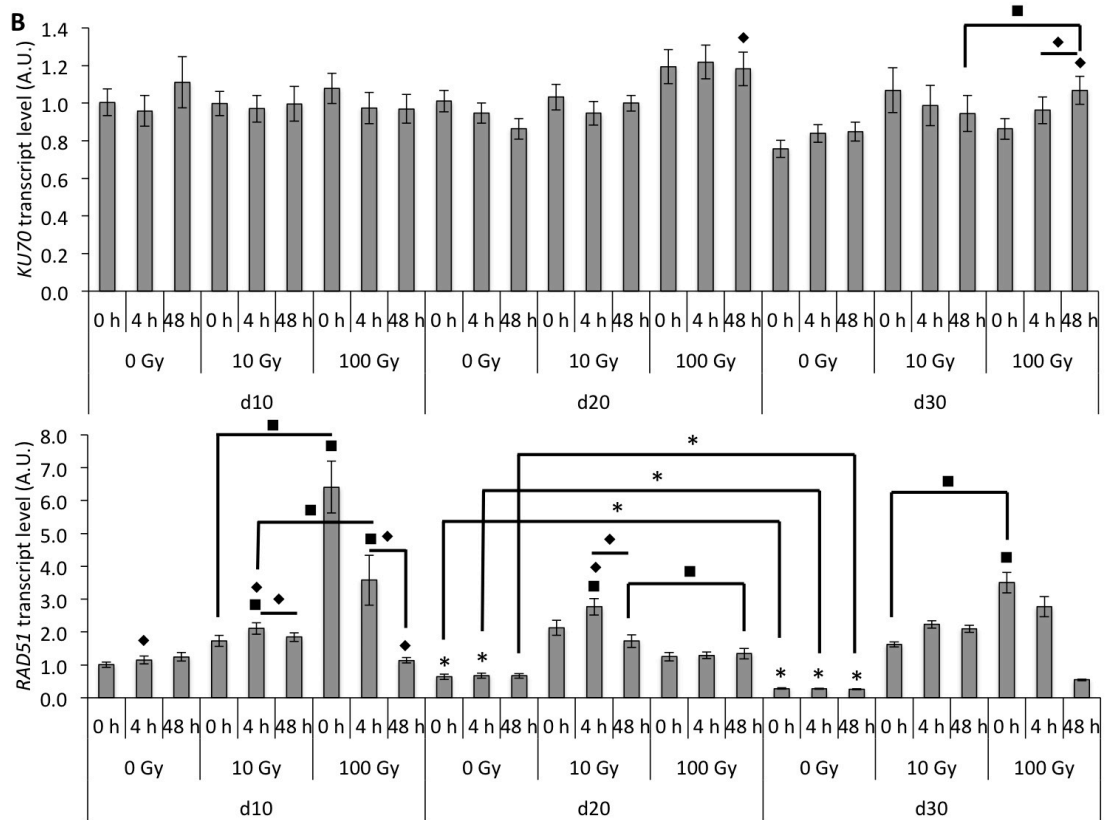 B
KU70 transcript level (A.U.)
1.4
1.2
1.0
0.8
0.6
0.4
0.2
0.0
0 h 4 h 48 h 0 h 4 h 48 h 0 h 4 h 48 h 0 h 4 h 48 h 0 h 4 h 48 h 0 h 4 h 48 h 0 h 4 h 48 h 0 h 4 h 48 h 0 h 4 h 48 h
0 Gy 10 Gy 100 Gy 0 Gy 10 Gy 100 Gy 0 Gy 10 Gy 100 Gy
d10 d20 d30
RAD51 transcript level (A.U.)
8.0
7.0
6.0
5.0
4.0
3.0
2.0
1.0
0.0
* * *
* * * * *
0 h 4 h 48 h 0 h 4 h 48 h 0 h 4 h 48 h 0 h 4 h 48 h 0 h 4 h 48 h 0 h 4 h 48 h 0 h 4 h 48 h 0 h 4 h 48 h 0 h 4 h 48 h
0 Gy 10 Gy 100 Gy 0 Gy 10 Gy 100 Gy 0 Gy 10 Gy 100 Gy
d10 d20 d30